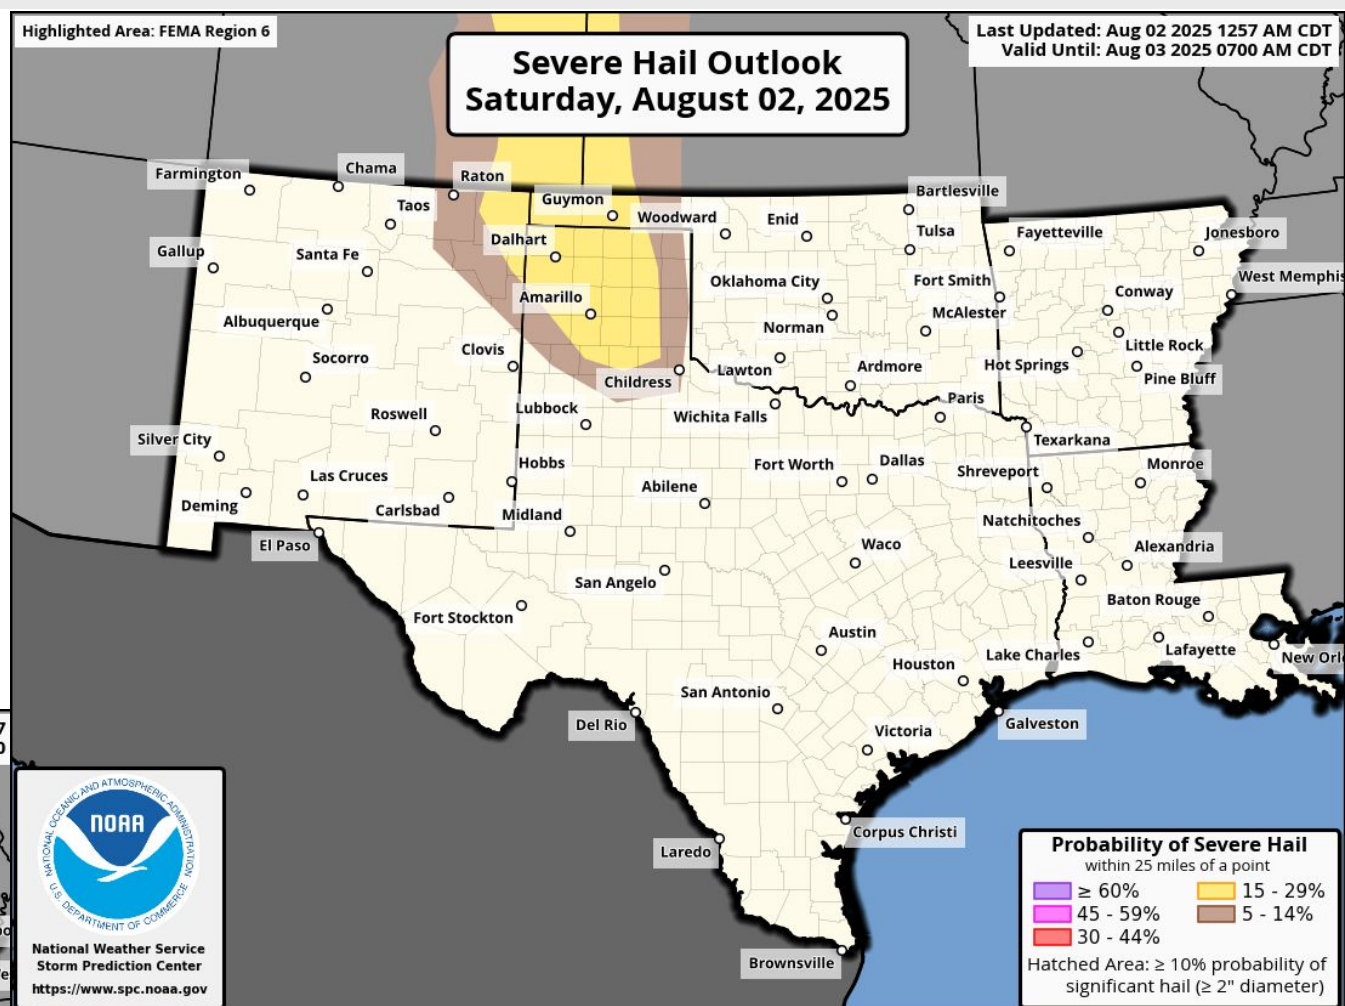 Highlighted Area: FEMA Region 6
Severe Hail Outlook
Saturday, August 02, 2025
Last Updated: Aug 02 2025 1257 AM CDT
Valid Until: Aug 03 2025 0700 AM CDT
Farmington
Chama
Raton
Taos
Guymon
Woodward
Enid
Bartlesville
Tulsa
Fayetteville
Jonesboro
Gallup
Santa Fe
Dalhart
Amarillo
Oklahoma City
Fort Smith
Conway
West Memphis
Albuquerque
Norman
McAlester
Little Rock
Socorro
Clovis
Childress
Lawton
Ardmore
Hot Springs
Pine Bluff
Roswell
Lubbock
Wichita Falls
Paris
Texarkana
Silver City
Las Cruces
Hobbs
Abilene
Fort Worth
Dallas
Shreveport
Monroe
Deming
Carlsbad
Midland
Natchitoches
El Paso
San Angelo
Waco
Leesville
Alexandria
Fort Stockton
Austin
Baton Rouge
Houston
Lake Charles
Lafayette
New Orl
San Antonio
Del Rio
Victoria
Galveston
Corpus Christi
Laredo
Brownsville
7
0
NATIONAL OCEANIC AND ATMOSPHERIC ADMINISTRATION
NOAA
U.S. DEPARTMENT OF COMMERCE
National Weather Service
Storm Prediction Center
https://www.spc.noaa.gov
Probability of Severe Hail
within 25 miles of a point
≥ 60%
15 - 29%
45 - 59%
5 - 14%
30 - 44%
Hatched Area: ≥ 10% probability of
significant hail (≥ 2" diameter)